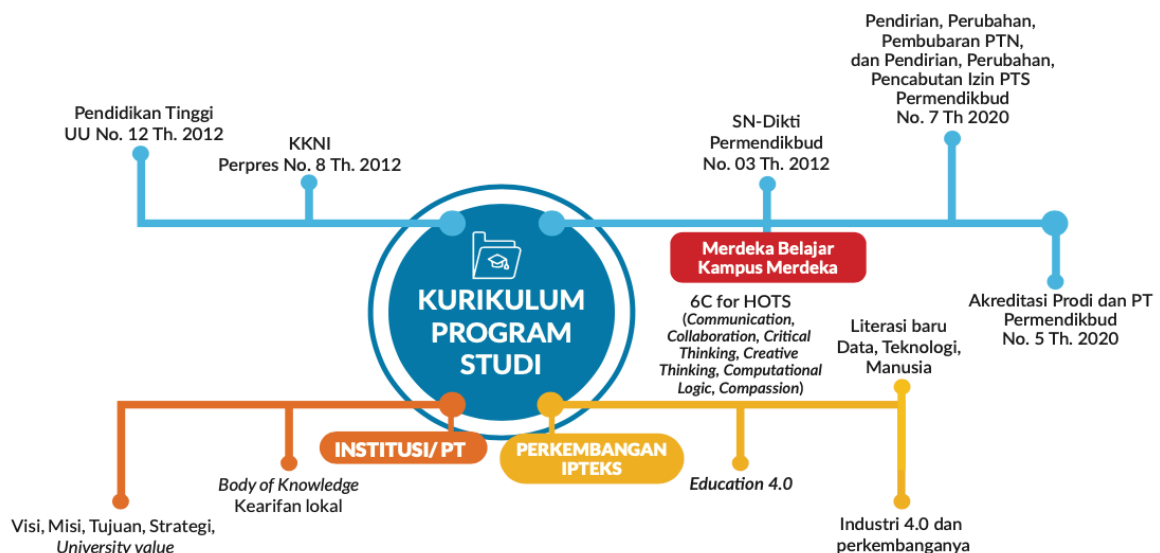 Pendidikan Tinggi
UU No. 12 Th. 2012
KKNI
Perpres No. 8 Th. 2012
SN-Dikti
Permendikbud
No. 03 Th. 2012
Pendirian, Perubahan,
Pembubaran PTN,
dan Pendirian, Perubahan,
Pencabutan Izin PTS
Permendikbud
No. 7 Th 2020
Merdeka Belajar
Kampus Merdeka
Akreditasi Prodi dan PT
Permendikbud
No. 5 Th. 2020
KURIKULUM
PROGRAM
STUDI
6C for HOTS
(Communication,
Collaboration, Critical
Thinking, Creative
Thinking, Computational
Logic, Compassion)
Literasi baru
Data, Teknologi,
Manusia
INSTITUSI/ PT
PERKEMBANGAN
IPTEKS
Body of Knowledge
Kearifan lokal
Education 4.0
Visi, Misi, Tujuan, Strategi,
University value
Industri 4.0 dan
perkembanganya